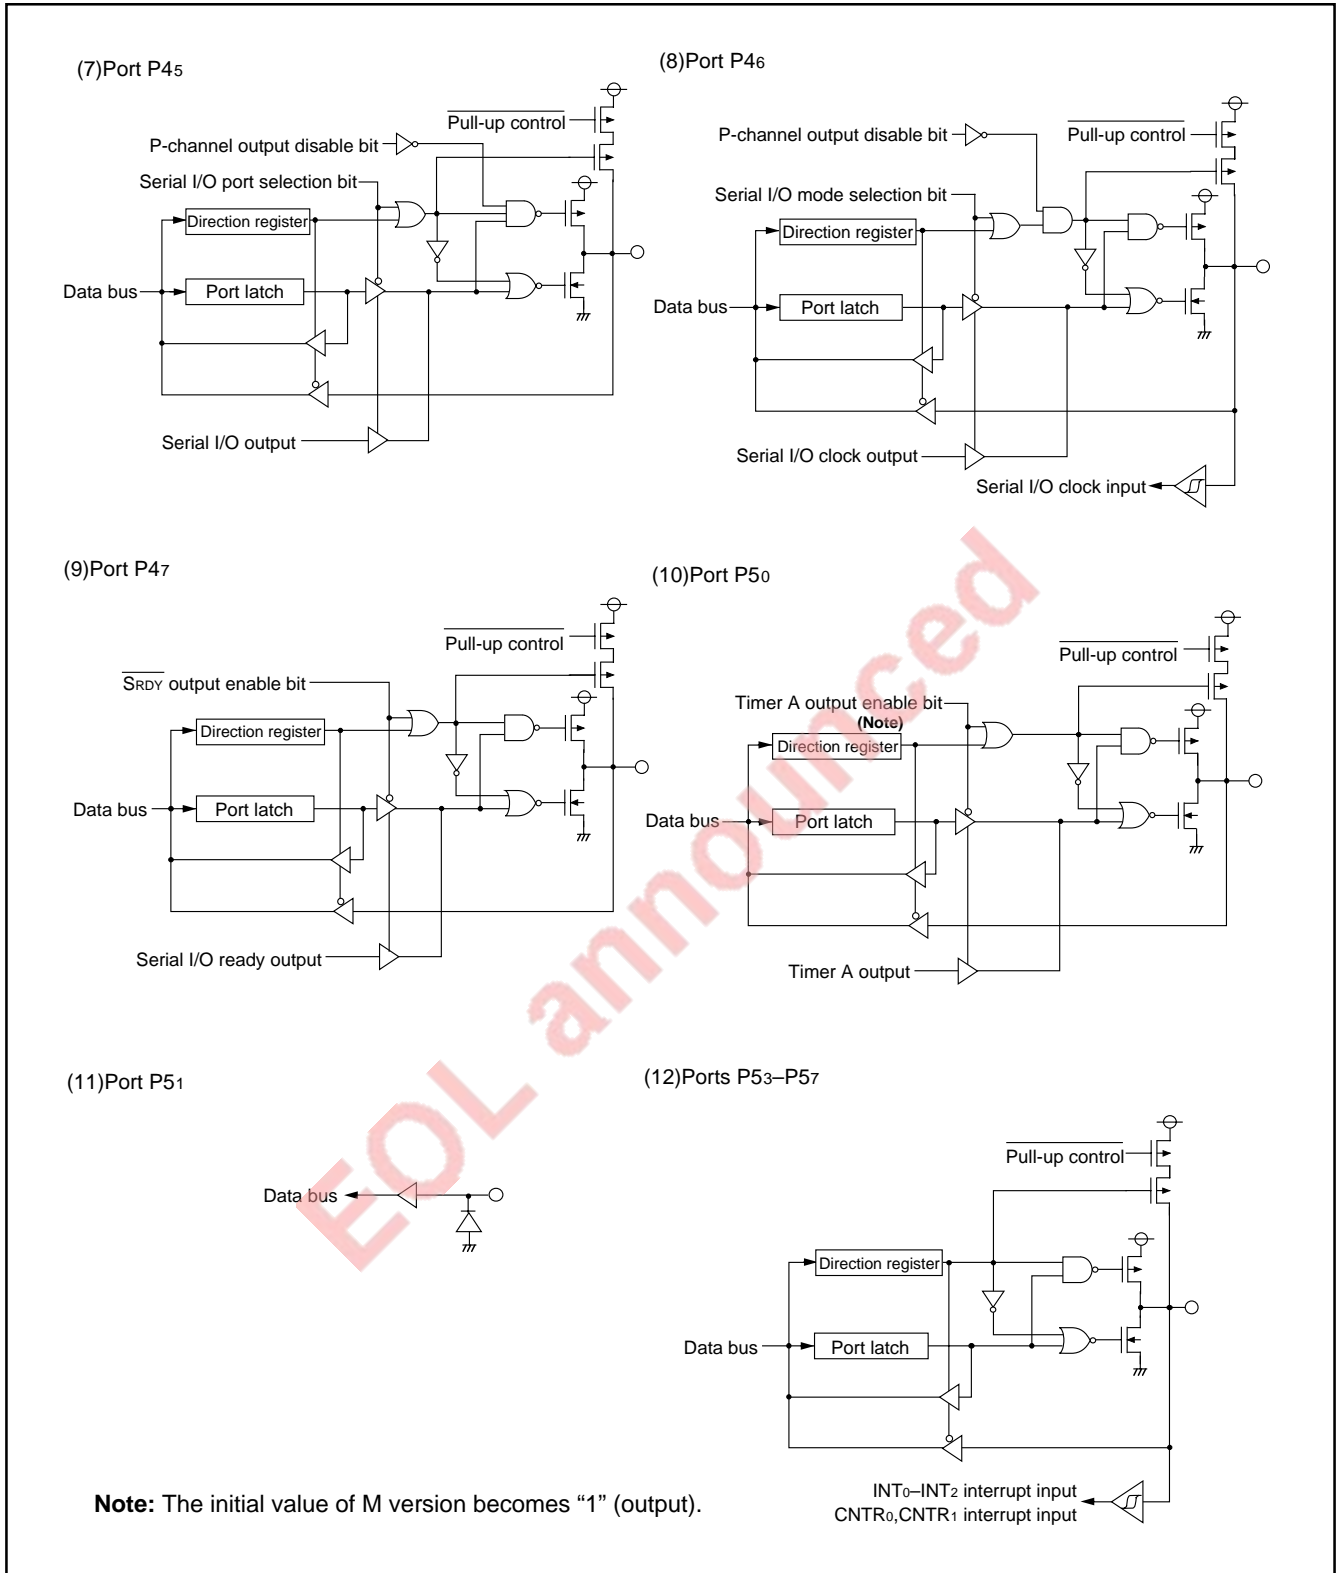 (7)Port P45
Pull-up control
P-channel output disable bit
Serial I/O port selection bit
Direction register
Data bus
Port latch
Serial I/O output
(8)Port P46
P-channel output disable bit
Pull-up control
Serial I/O mode selection bit
Direction register
Data bus
Port latch
Serial I/O clock output
Serial I/O clock input
(9)Port P47
Pull-up control
SRDY output enable bit
Direction register
Data bus
Port latch
Serial I/O ready output
(10)Port P50
Pull-up control
Timer A output enable bit
(Note)
Direction register
Data bus
Port latch
Timer A output
(11)Port P51
Data bus
(12)Ports P53–P57
Pull-up control
Direction register
Data bus
Port latch
INT0–INT2 interrupt input
CNTR0,CNTR1 interrupt input
Note: The initial value of M version becomes “1” (output).
EOL announced